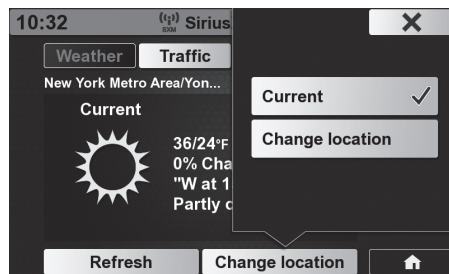 10:32 SXM Sirius
Weather Traffic
New York Metro Area/Yon...
Current
36/24°F
0% Cha
"W at 1
Partly c
Current
Change location
Refresh Change location